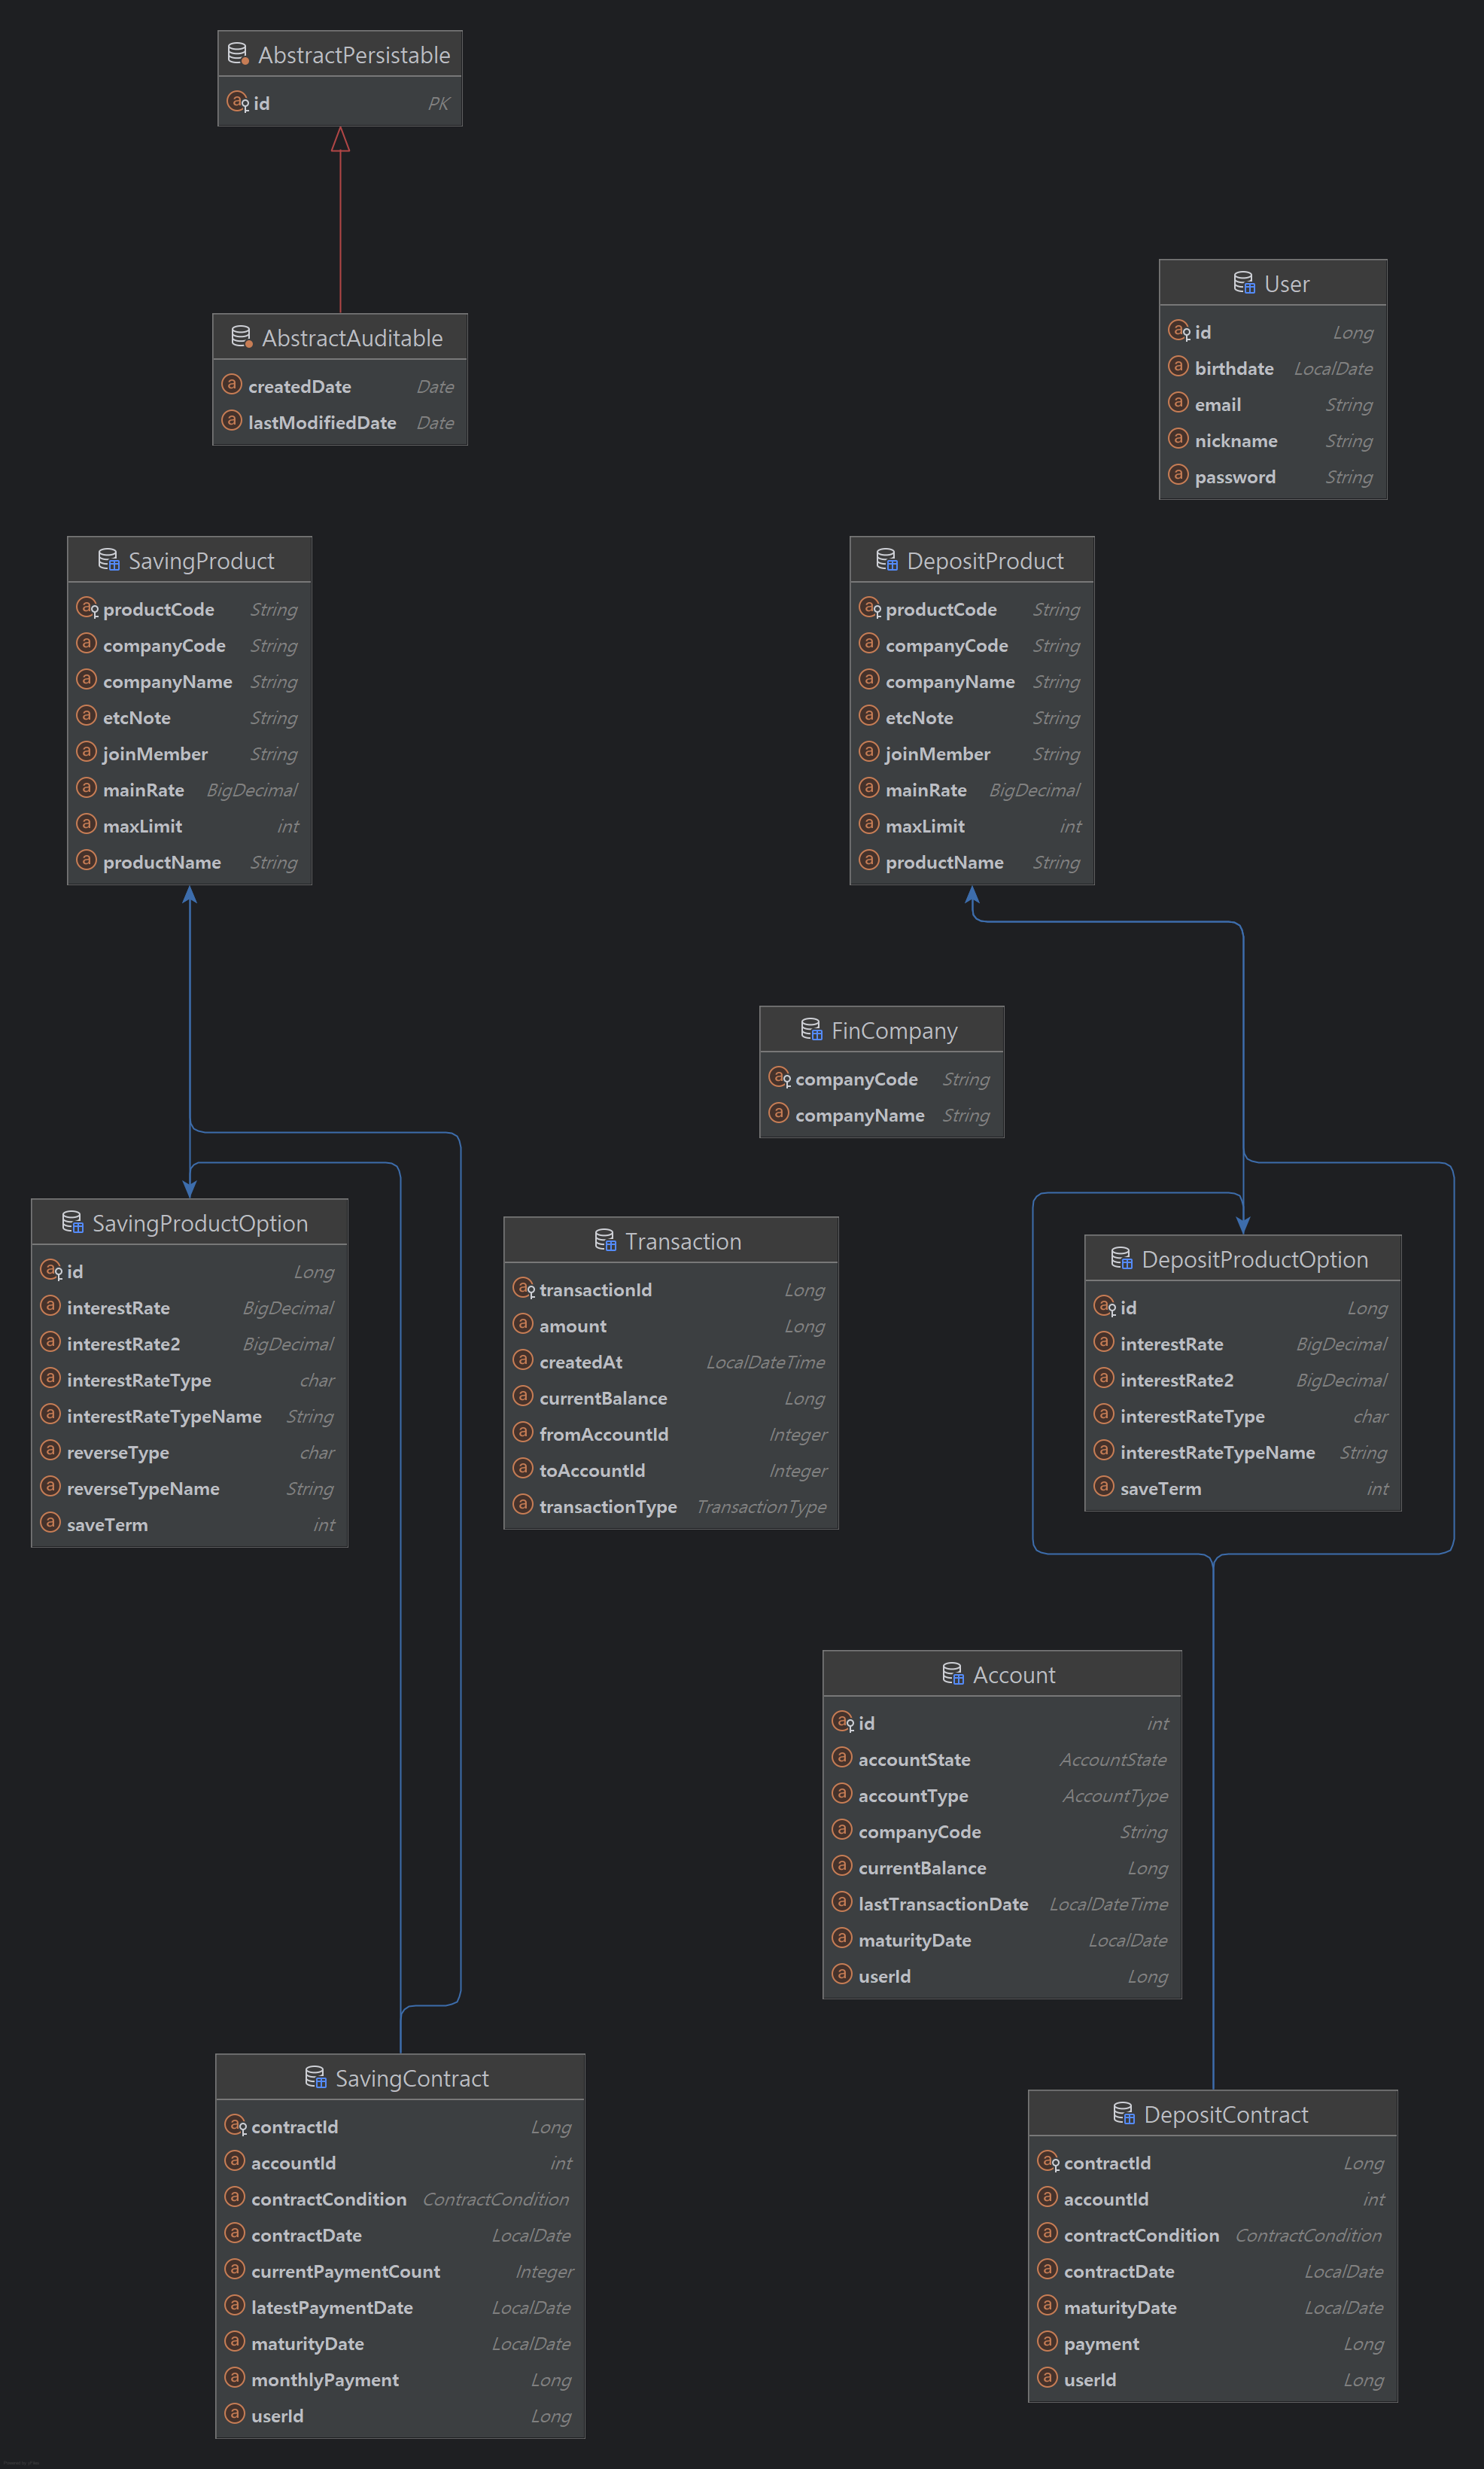 AbstractPersistable
id PK
AbstractAuditable
createdDate Date
lastModifiedDate Date
User
id Long
birthdate LocalDate
email String
nickname String
password String
SavingProduct
productCode String
companyCode String
companyName String
etcNote String
joinMember String
mainRate BigDecimal
maxLimit int
productName String
DepositProduct
productCode String
companyCode String
companyName String
etcNote String
joinMember String
mainRate BigDecimal
maxLimit int
productName String
FinCompany
companyCode String
companyName String
SavingProductOption
id Long
interestRate BigDecimal
interestRate2 BigDecimal
interestRateType char
interestRateTypeName String
reverseType char
reverseTypeName String
saveTerm int
Transaction
transactionId Long
amount Long
createdAt LocalDateTime
currentBalance Long
fromAccountId Integer
toAccountId Integer
transactionType TransactionType
DepositProductOption
id Long
interestRate BigDecimal
interestRate2 BigDecimal
interestRateType char
interestRateTypeName String
saveTerm int
Account
id int
accountState AccountState
accountType AccountType
companyCode String
currentBalance Long
lastTransactionDate LocalDateTime
maturityDate LocalDate
userId Long
SavingContract
contractId Long
accountId int
contractCondition ContractCondition
contractDate LocalDate
currentPaymentCount Integer
latestPaymentDate LocalDate
maturityDate LocalDate
monthlyPayment Long
userId Long
DepositContract
contractId Long
accountId int
contractCondition ContractCondition
contractDate LocalDate
maturityDate LocalDate
payment Long
userId Long